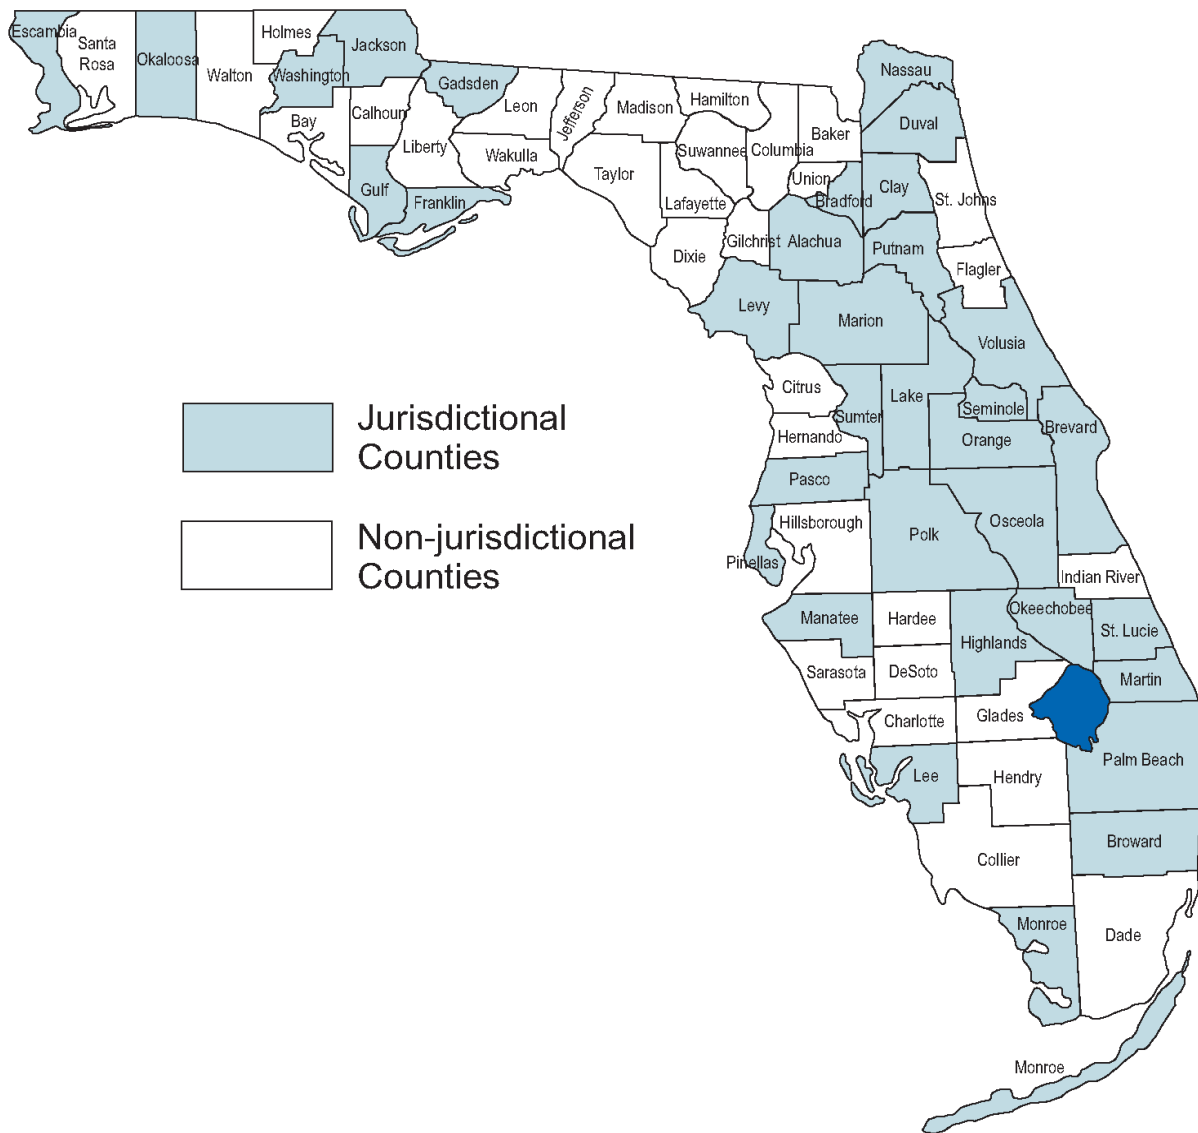 Escambia
Santa
Rosa
Okaloosa
Walton
Holmes
Washington
Jackson
Bay
Calhoun
Gulf
Gadsden
Liberty
Franklin
Leon
Wakulla
Jefferson
Madison
Taylor
Hamilton
Suwannee
Lafayette
Dixie
Columbia
Gilchrist
Baker
Union
Bradford
Alachua
Levy
Nassau
Duval
Clay
St. Johns
Putnam
Flagler
Marion
Volusia
Citrus
Sumter
Lake
Seminole
Hernando
Orange
Brevard
Jurisdictional
Counties
Pasco
Hillsborough
Pinellas
Polk
Osceola
Non-jurisdictional
Counties
Indian River
Okeechobee
Manatee
Hardee
Highlands
St. Lucie
Sarasota
DeSoto
Martin
Charlotte
Glades
Lee
Hendry
Palm Beach
Collier
Broward
Monroe
Dade
Monroe